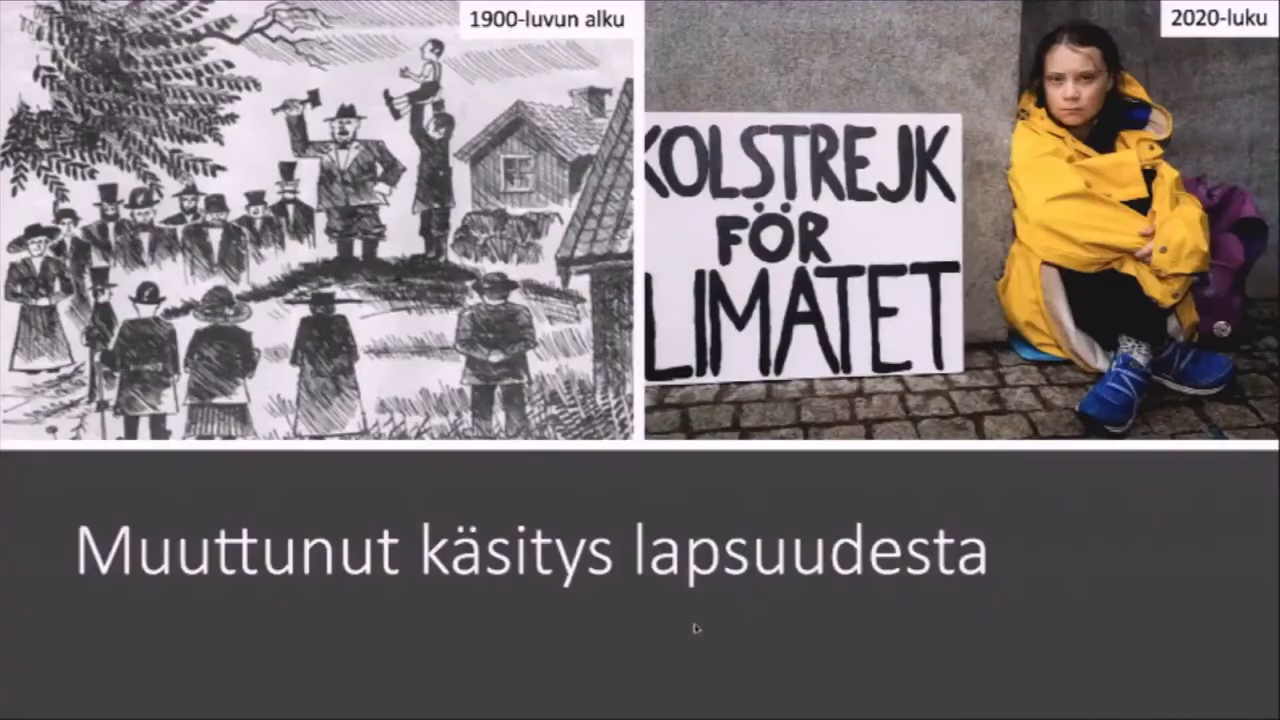 1900-luvun alku
2020-luku
KOLSTREJK
FÖR
LIMATET
Muuttunut käsitys lapsuudesta